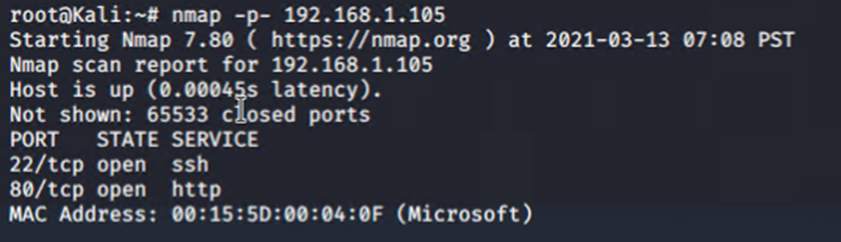 root@Kali:~# nmap -p- 192.168.1.105
Starting Nmap 7.80 ( https://nmap.org ) at 2021-03-13 07:08 PST
Nmap scan report for 192.168.1.105
Host is up (0.00045s latency).
Not shown: 65533 closed ports
PORT   STATE SERVICE
22/tcp open  ssh
80/tcp open  http
MAC Address: 00:15:5D:00:04:0F (Microsoft)